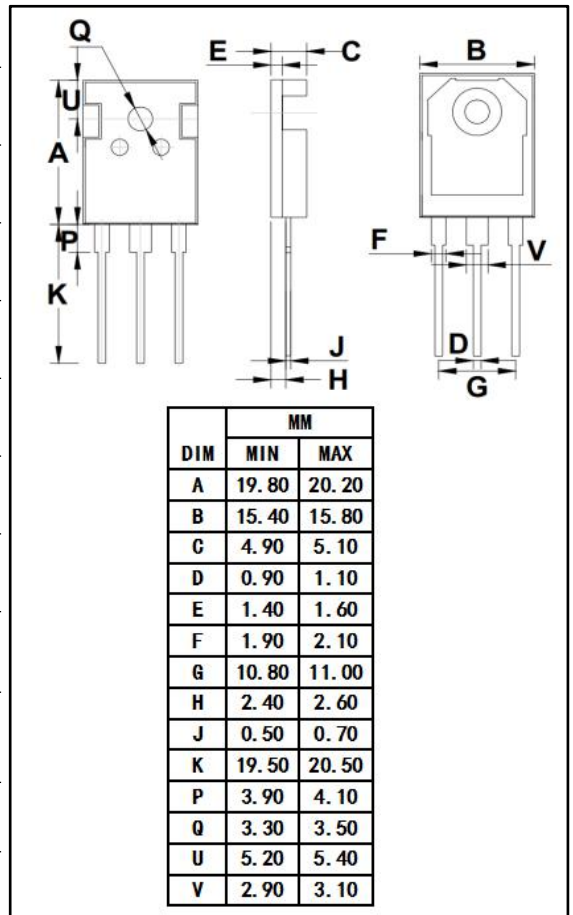 Q
E C B
U
A
P
K
F V
J
D
H
G
MM
DIM MIN MAX
A 19.80 20.20
B 15.40 15.80
C 4.90 5.10
D 0.90 1.10
E 1.40 1.60
F 1.90 2.10
G 10.80 11.00
H 2.40 2.60
J 0.50 0.70
K 19.50 20.50
P 3.90 4.10
Q 3.30 3.50
U 5.20 5.40
V 2.90 3.10